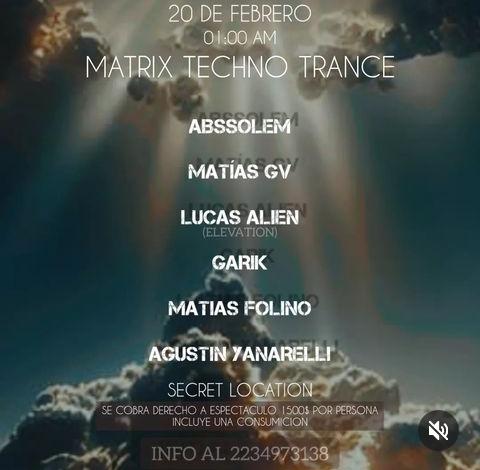 20 DE FEBRERO
01:00 AM
MATRIX TECHNO TRANCE
ABSSOLEM
MATÍAS GV
LUCAS ALIEN
(ELEVATION)
GARIK
MATIAS FOLINO
AGUSTIN YANARELLI
SECRET LOCATION
SE COBRA DERECHO A ESPECTACULO 1500$ POR PERSONA
INCLUYE UNA CONSUMICION
INFO AL 2234973138